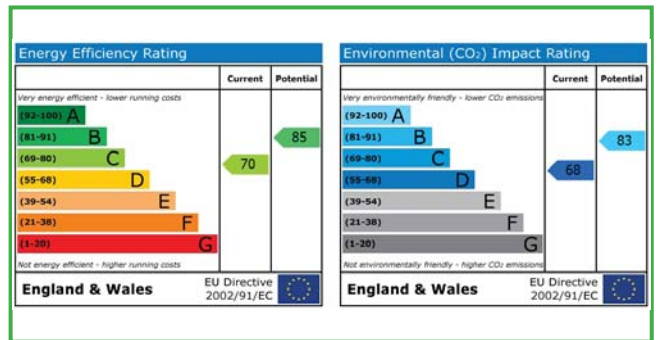 Energy Efficiency Rating
Current Potential
Very energy efficient - lower running costs
(92-100) A
(81-91) B 85
(69-80) C 70
(55-68) D
(39-54) E
(21-38) F
(1-20) G
Not energy efficient - higher running costs
England & Wales
EU Directive
2002/91/EC
Environmental (CO₂) Impact Rating
Current Potential
Very environmentally friendly - lower CO₂ emissions
(92-100) A
(81-91) B 83
(69-80) C
(55-68) D 68
(39-54) E
(21-38) F
(1-20) G
Not environmentally friendly - higher CO₂ emissions
England & Wales
EU Directive
2002/91/EC